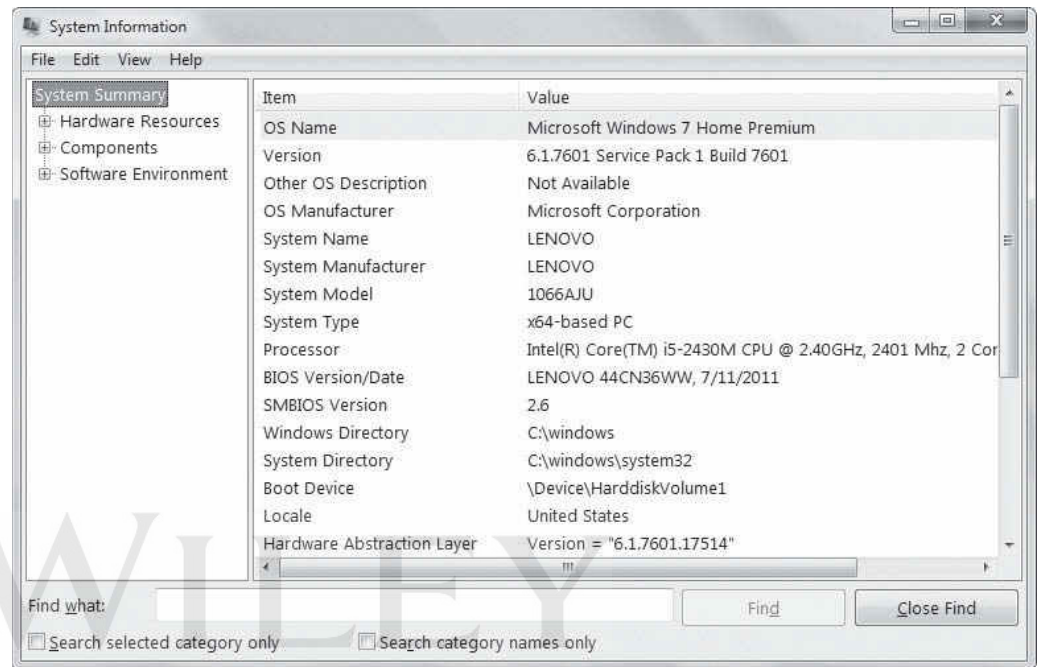 System Information
File Edit View Help
System Summary
Hardware Resources
Components
Software Environment
Item Value
OS Name Microsoft Windows 7 Home Premium
Version 6.1.7601 Service Pack 1 Build 7601
Other OS Description Not Available
OS Manufacturer Microsoft Corporation
System Name LENOVO
System Manufacturer LENOVO
System Model 1066AJU
System Type x64-based PC
Processor Intel(R) Core(TM) i5-2430M CPU @ 2.40GHz, 2401 Mhz, 2 Cor
BIOS Version/Date LENOVO 44CN36WW, 7/11/2011
SMBIOS Version 2.6
Windows Directory C:\windows
System Directory C:\windows\system32
Boot Device \Device\HarddiskVolume1
Locale United States
Hardware Abstraction Layer Version = "6.1.7601.17514"
Find what: Find Close Find
Search selected category only Search category names only
WILEY